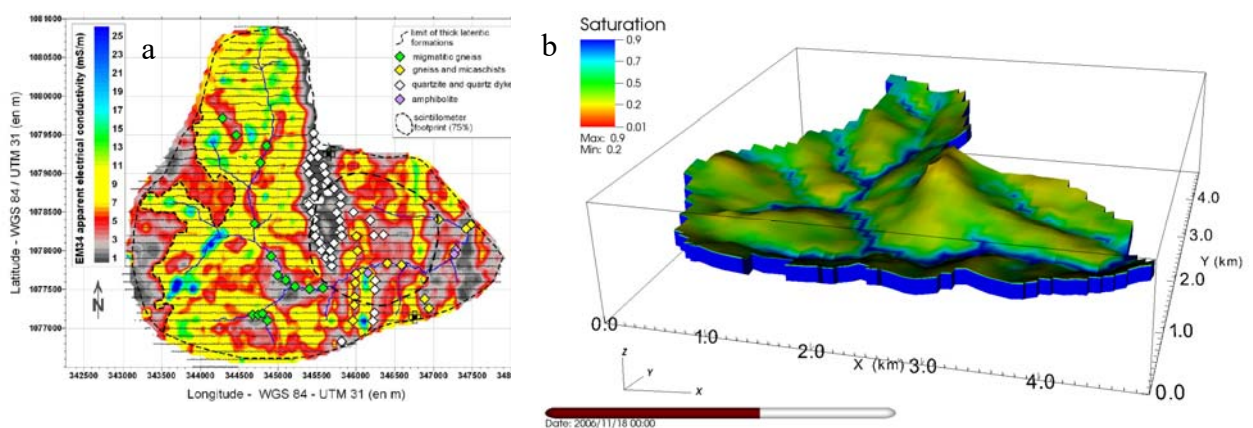 a
EM34 apparent electrical conductivity (mS/m)
25
23
21
19
17
15
13
11
9
7
5
3
1
limit of thick lateritic
formations
migmatitic gneiss
gneiss and micaschists
quartzite and quartz dyke
amphibolite
scintillometer
footprint (75%)
N
Latitude - WGS 84 / UTM 31 (en m)
1081000
1080500
1080000
1079500
1079000
1078500
1078000
1077500
1077000
342500 343000 343500 344000 344500 345000 345500 346000 346500 347000 347500
Longitude - WGS 84 - UTM 31 (en m)
b
Saturation
0.9
0.7
0.5
0.2
0.01
Max: 0.9
Min: 0.2
4.0
3.0
Y (km)
2.0
1.0
0.0
0.0 1.0 2.0 X (km) 3.0 4.0
z
Y
X
Date: 2006/11/18 00:00